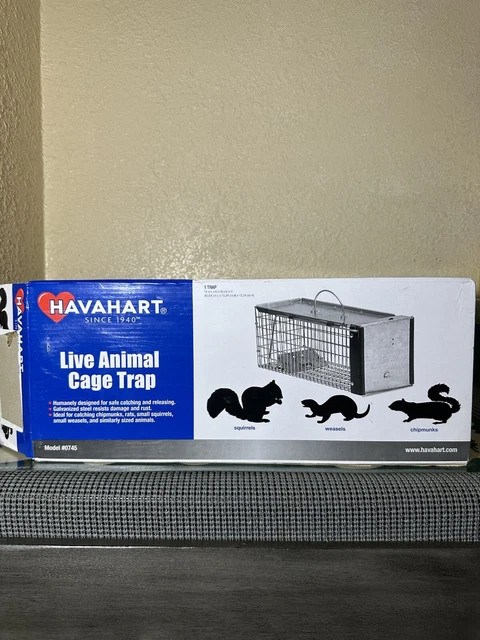 HAVAHART
HAVAHART®
SINCE 1940™
Live Animal
Cage Trap
• Humanely designed for safe catching and releasing.
• Galvanized steel resists damage and rust.
• Ideal for catching chipmunks, rats, small squirrels,
small weasels, and similarly sized animals.
Model #0745
1 TRAP
squirrels
weasels
chipmunks
www.havahart.com